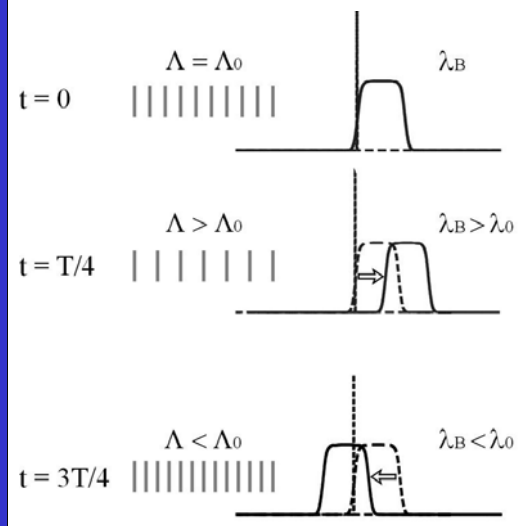 Λ = Λ₀
λB
t = 0
Λ > Λ₀
λB > λ₀
t = T/4
Λ < Λ₀
λB < λ₀
t = 3T/4